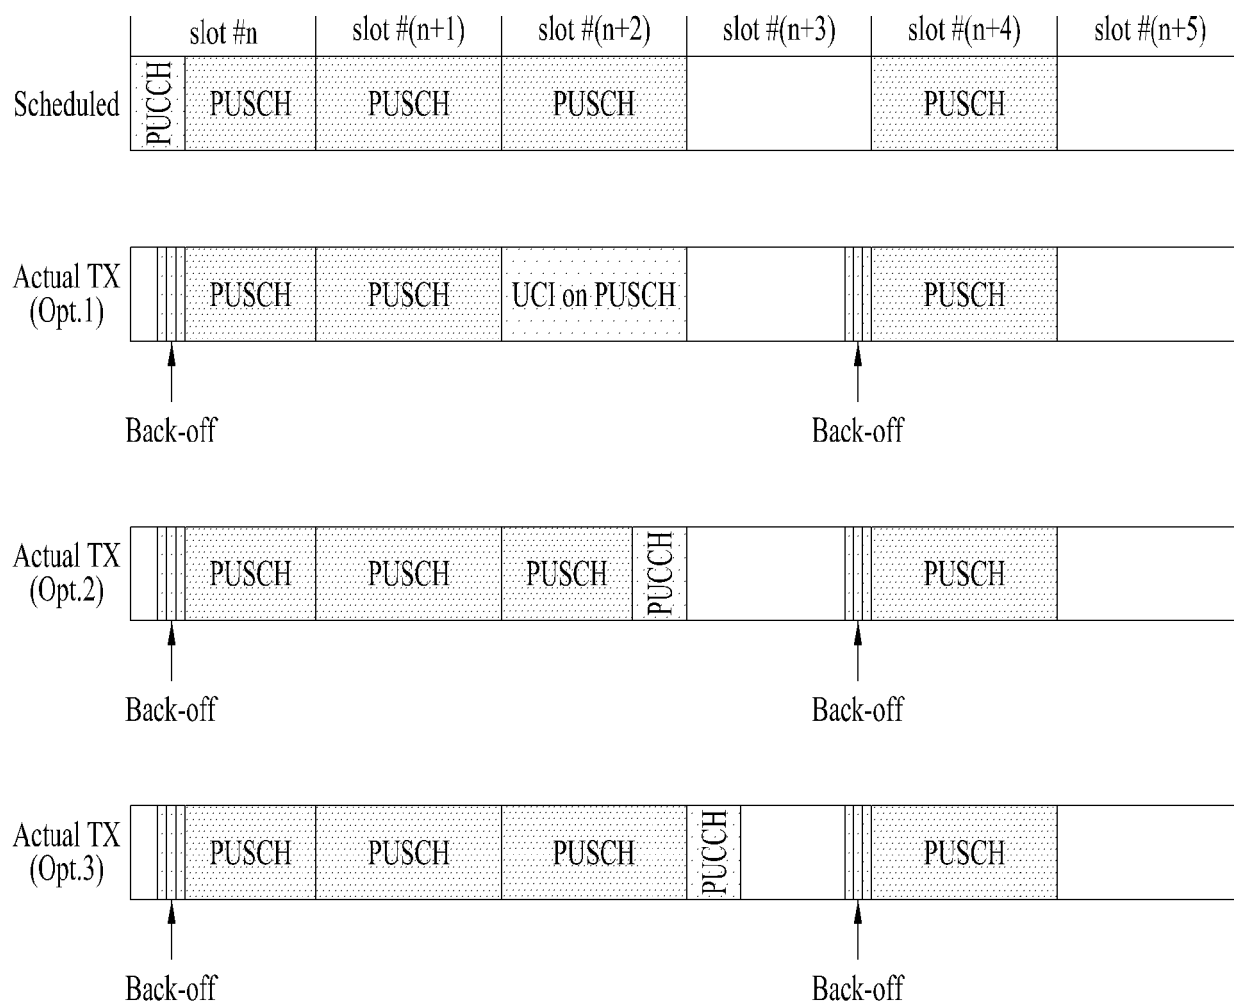 slot #n slot #(n+1) slot #(n+2) slot #(n+3) slot #(n+4) slot #(n+5)
Scheduled PUCCH PUSCH PUSCH PUSCH PUSCH
Actual TX
(Opt.1) PUSCH PUSCH UCI on PUSCH PUSCH
Back-off Back-off
Actual TX
(Opt.2) PUSCH PUSCH PUSCH PUCCH PUSCH
Back-off Back-off
Actual TX
(Opt.3) PUSCH PUSCH PUSCH PUCCH PUSCH
Back-off Back-off